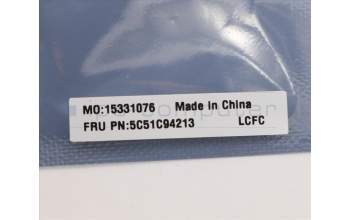 MO:15331076 Made in China
FRU PN:5C51C94213 LCFC